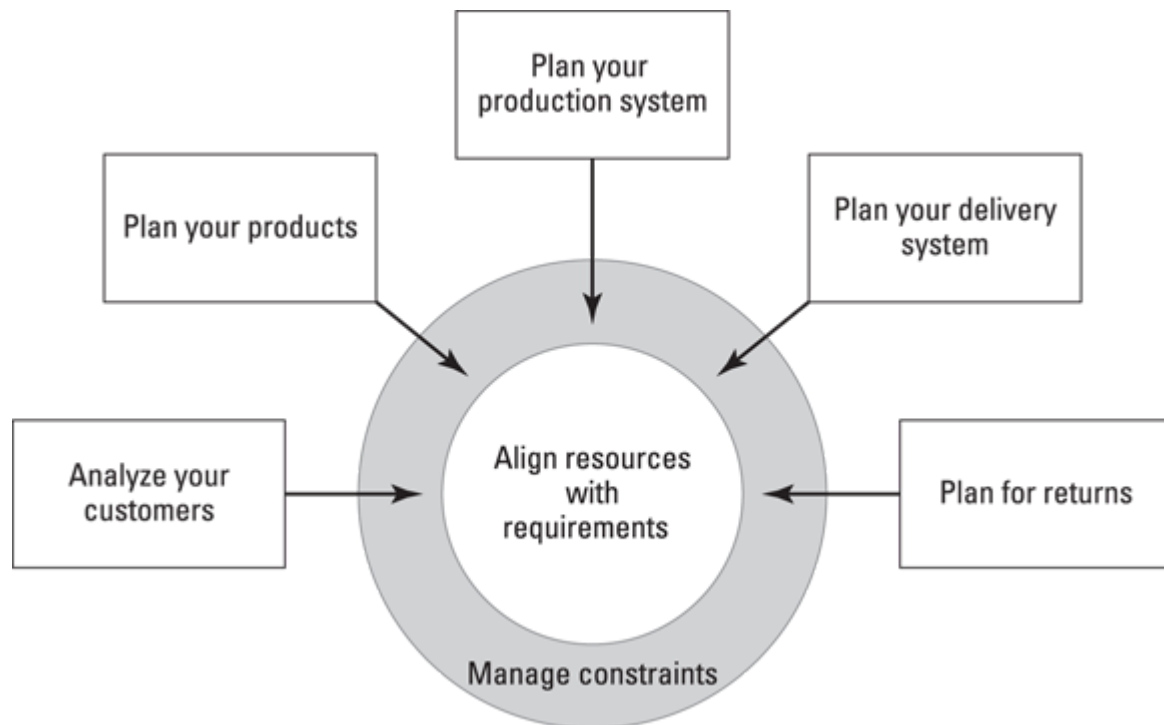 Plan your
production system
Plan your products
Plan your delivery
system
Analyze your
customers
Align resources
with
requirements
Plan for returns
Manage constraints